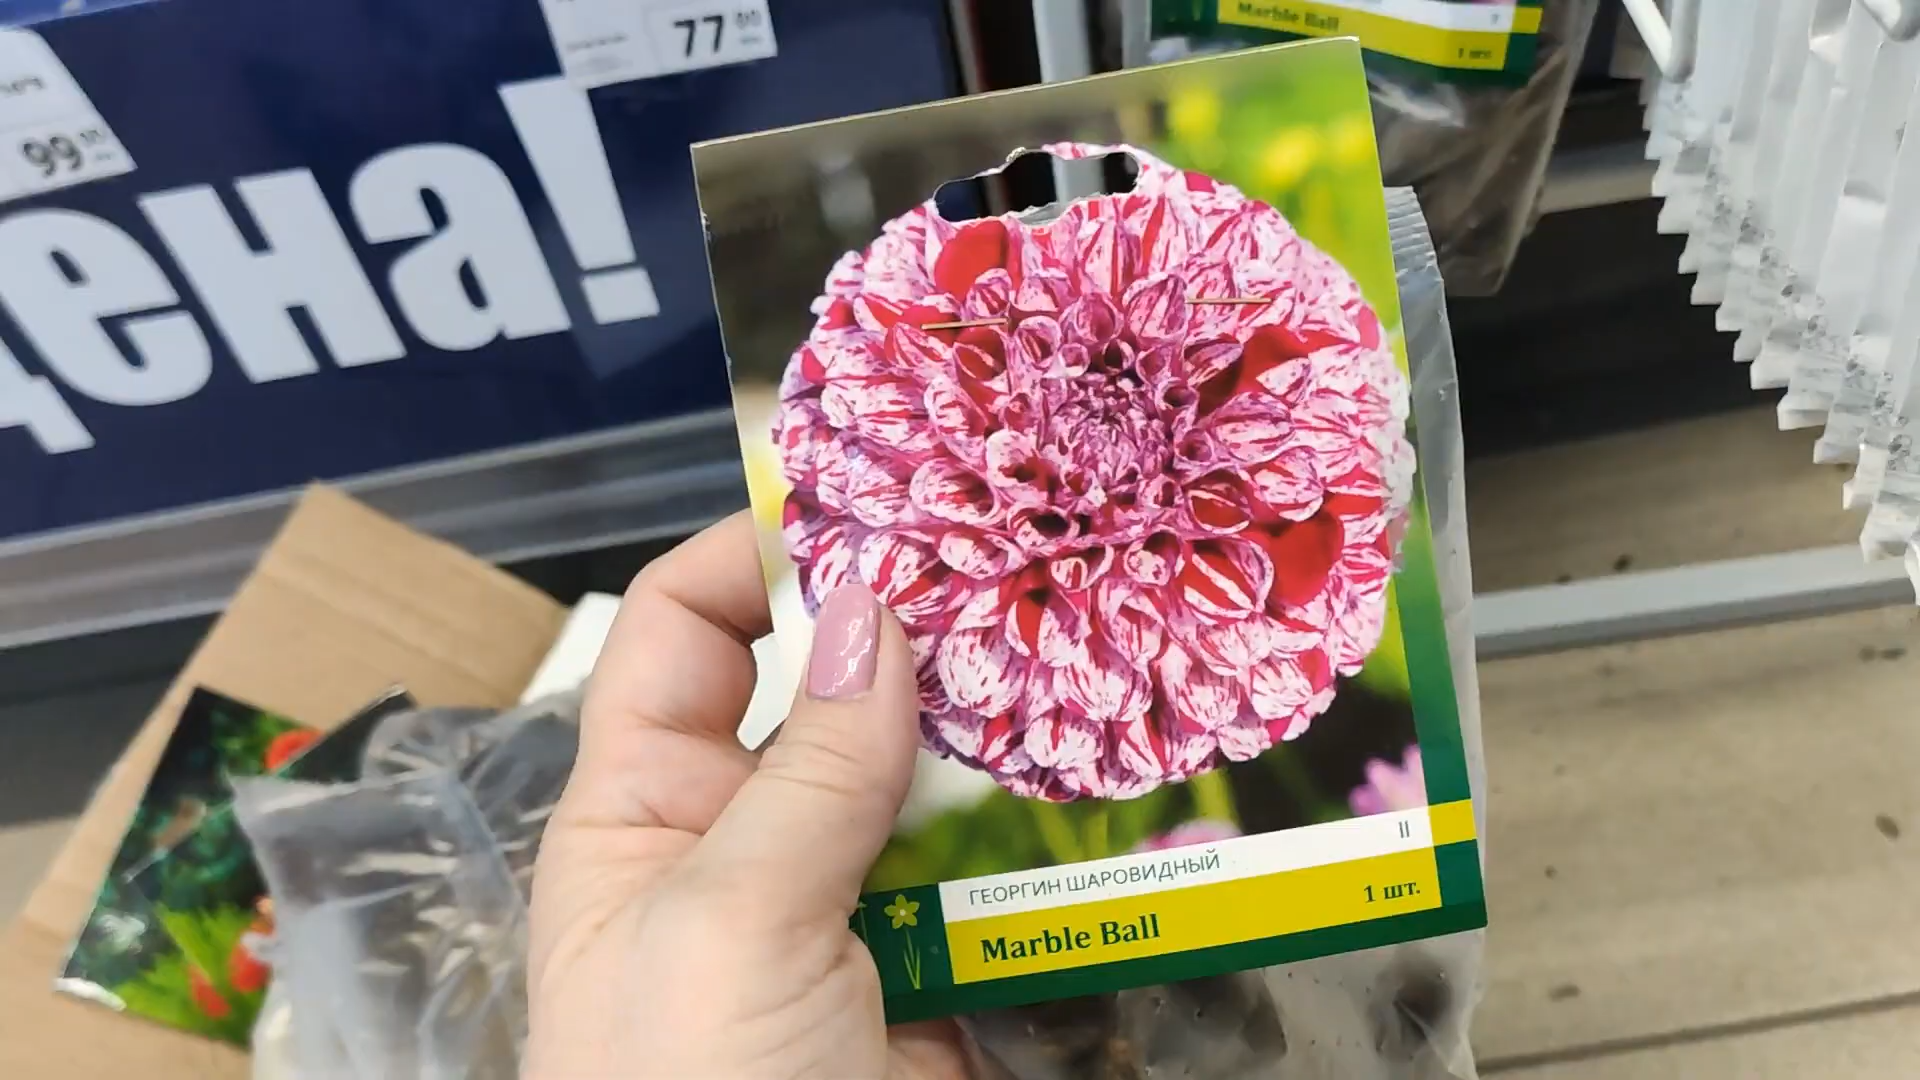 77
99
цена!
Marble Ball
1 шт.
II
ГЕОРГИН ШАРОВИДНЫЙ
1 шт.
Marble Ball